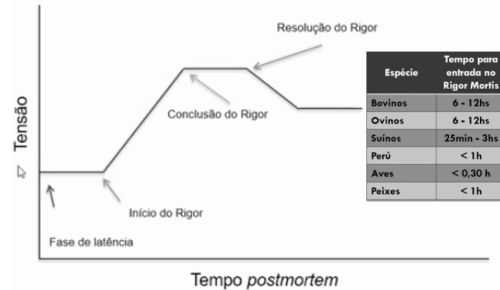 Resolução do Rigor
Conclusão do Rigor
Início do Rigor
Fase de latência
Tensão
Tempo postmortem
Espécie
Tempo para
entrada no
Rigor Mortis
Bovinos 6 - 12hs
Ovinos 6 - 12hs
Suínos 25min - 3hs
Perú < 1h
Aves < 0,30 h
Peixes < 1h